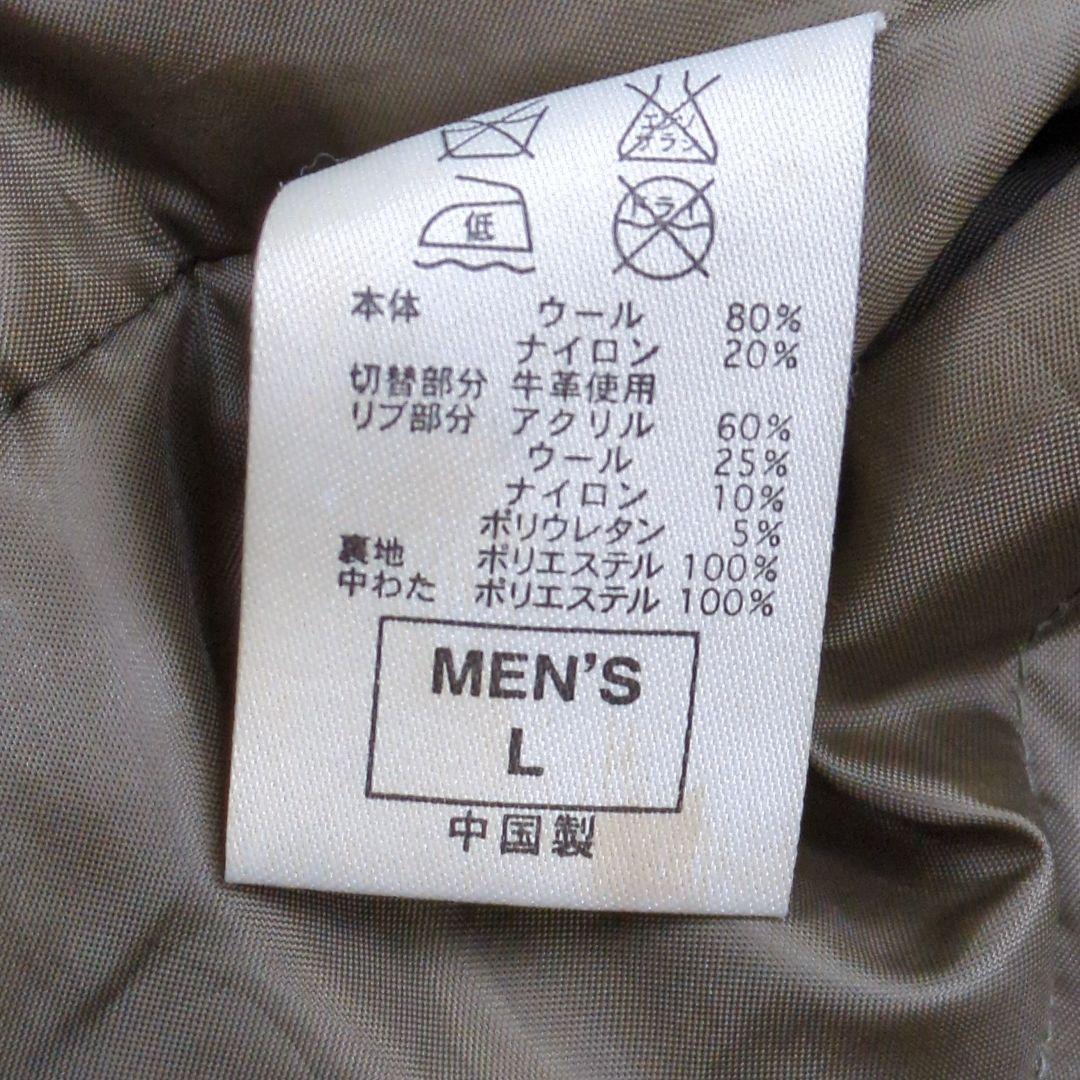 エンソ
サラシ
低
ドライ
本体 ウール 80%
ナイロン 20%
切替部分 牛革使用
リブ部分 アクリル 60%
ウール 25%
ナイロン 10%
ポリウレタン 5%
裏地 ポリエステル 100%
中わた ポリエステル 100%
MEN'S
L
中国製